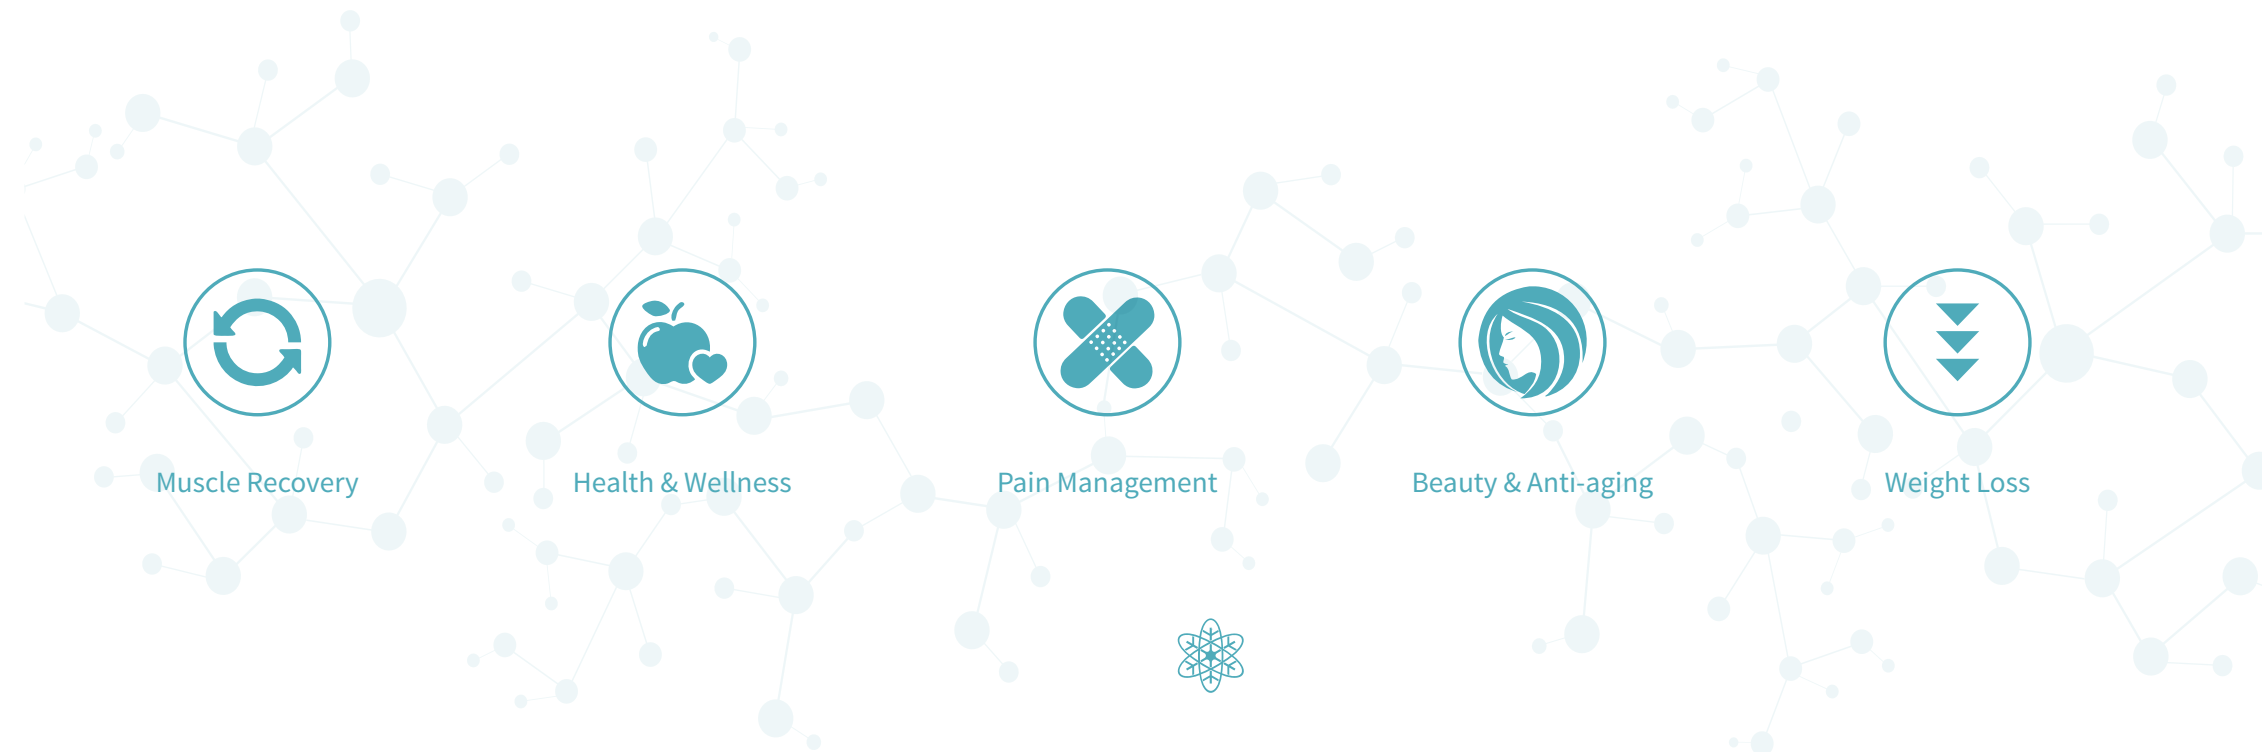 Muscle Recovery
Health & Wellness
Pain Management
Beauty & Anti-aging
Weight Loss